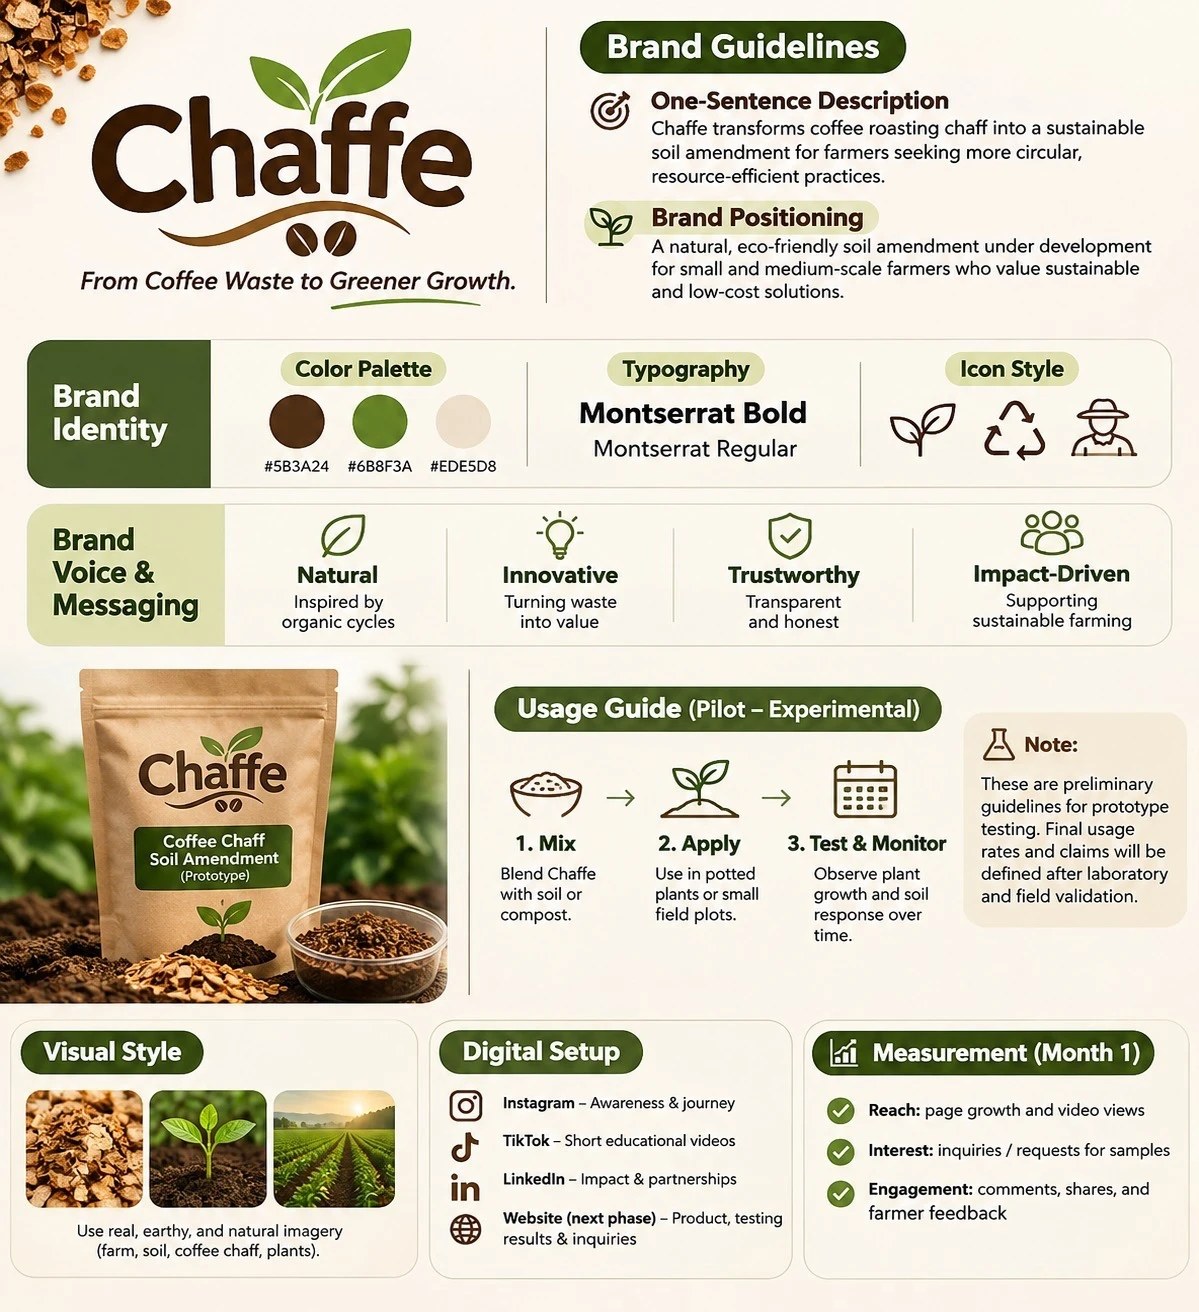 Chaffe
From Coffee Waste to Greener Growth.
Brand Guidelines
One-Sentence Description
Chaffe transforms coffee roasting chaff into a sustainable
soil amendment for farmers seeking more circular,
resource-efficient practices.
Brand Positioning
A natural, eco-friendly soil amendment under development
for small and medium-scale farmers who value sustainable
and low-cost solutions.
Brand
Identity
Color Palette
#5B3A24 #6B8F3A #EDE5D8
Typography
Montserrat Bold
Montserrat Regular
Icon Style
Brand
Voice &
Messaging
Natural
Inspired by
organic cycles
Innovative
Turning waste
into value
Trustworthy
Transparent
and honest
Impact-Driven
Supporting
sustainable farming
Chaffe
Coffee Chaff
Soil Amendment
(Prototype)
Usage Guide (Pilot – Experimental)
1. Mix
Blend Chaffe
with soil or
compost.
2. Apply
Use in potted
plants or small
field plots.
3. Test & Monitor
Observe plant
growth and soil
response over
time.
Note:
These are preliminary
guidelines for prototype
testing. Final usage
rates and claims will be
defined after laboratory
and field validation.
Visual Style
Use real, earthy, and natural imagery
(farm, soil, coffee chaff, plants).
Digital Setup
Instagram – Awareness & journey
TikTok – Short educational videos
in
LinkedIn – Impact & partnerships
Website (next phase) – Product, testing
results & inquiries
Measurement (Month 1)
Reach: page growth and video views
Interest: inquiries / requests for samples
Engagement: comments, shares, and
farmer feedback